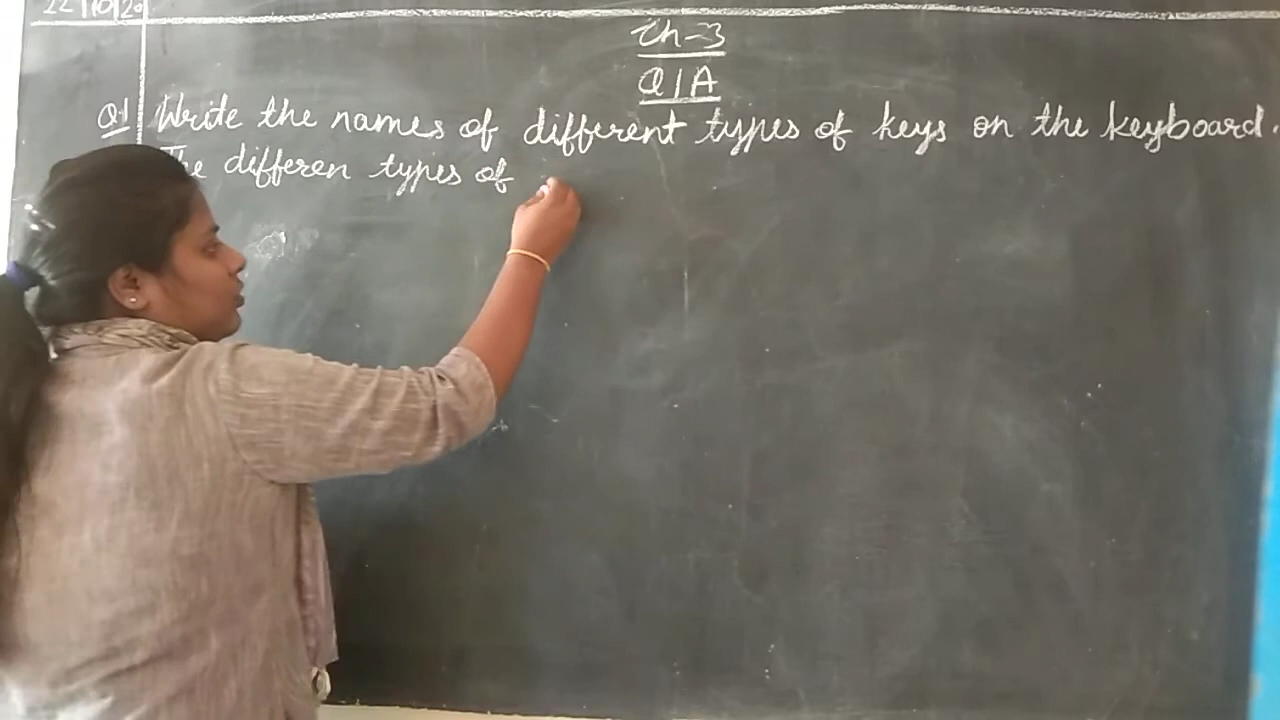 22/10/20
Ch-3
Q/A
Q1 Write the names of different types of keys on the keyboard.
The differen types of